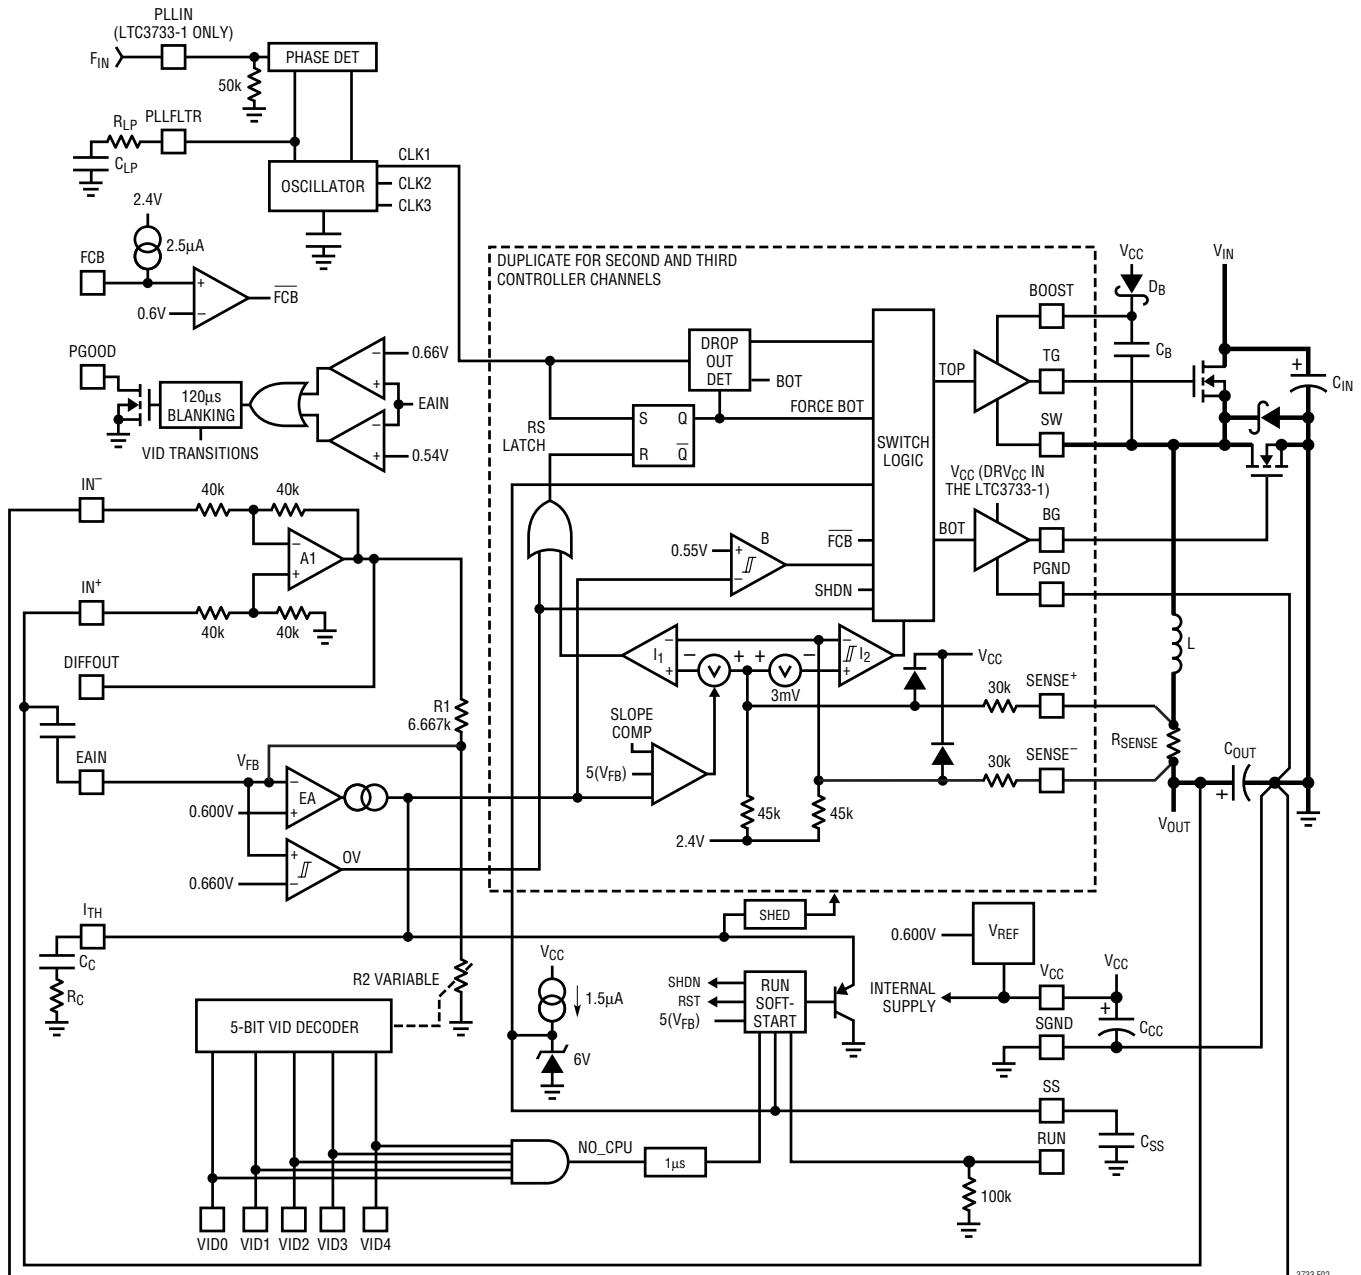 PLLIN
(LTC3733-1 ONLY)
FIN
50k
PHASE DET
RLP
PLLFLTR
CLP
OSCILLATOR
CLK1
CLK2
CLK3
2.4V
2.5µA
FCB
+
0.6V
−
FCB
PGOOD
120µs
BLANKING
VID TRANSITIONS
−
0.66V
+
EAIN
−
+
0.54V
DUPLICATE FOR SECOND AND THIRD
CONTROLLER CHANNELS
DROP
OUT
DET
BOT
FORCE BOT
RS
LATCH
S
Q
R
Q
SWITCH
LOGIC
TOP
BOT
VCC (DRVCC IN
THE LTC3733-1)
VCC
DB
BOOST
CB
TG
SW
BG
PGND
VIN
+
CIN
IN−
40k
40k
−
A1
+
IN+
40k
40k
DIFFOUT
0.55V
+
B
−
FCB
SHDN
−
I1
+
−
+
+
−
3mV
−
I2
+
VCC
30k
SENSE+
30k
SENSE−
L
RSENSE
COUT
+
VOUT
SLOPE
COMP
5(VFB)
45k
45k
2.4V
R1
6.667k
EAIN
VFB
−
EA
+
0.600V
+
OV
−
0.660V
ITH
CC
RC
SHED
0.600V
VREF
R2 VARIABLE
5-BIT VID DECODER
VCC
1.5µA
6V
SHDN
RST
5(VFB)
RUN
SOFT-
START
INTERNAL
SUPPLY
VCC
VCC
+
CCC
SGND
SS
CSS
RUN
100k
NO_CPU
1µs
VID0
VID1
VID2
VID3
VID4
3733 F02